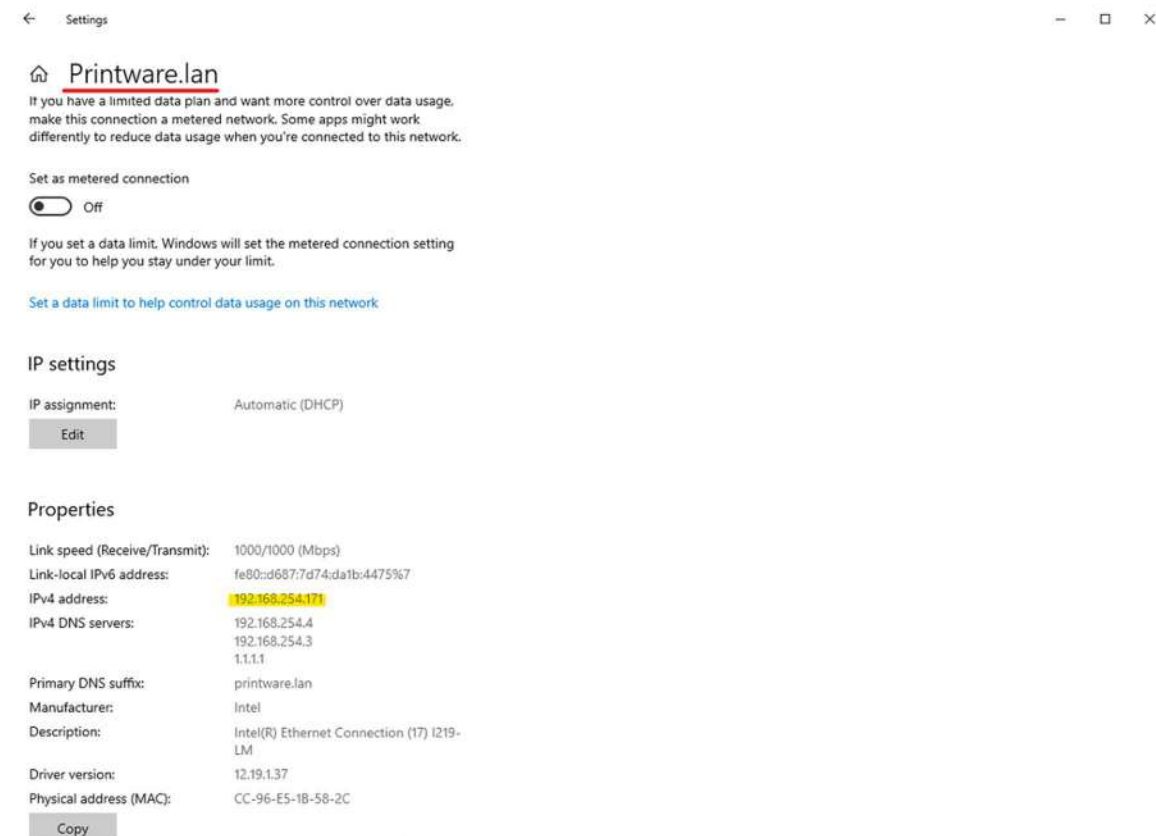 Settings
Printware.lan
If you have a limited data plan and want more control over data usage,
make this connection a metered network. Some apps might work
differently to reduce data usage when you're connected to this network.
Set as metered connection
Off
If you set a data limit, Windows will set the metered connection setting
for you to help you stay under your limit.
Set a data limit to help control data usage on this network
IP settings
IP assignment: Automatic (DHCP)
Edit
Properties
Link speed (Receive/Transmit): 1000/1000 (Mbps)
Link-local IPv6 address: fe80::d687:7d74:da1b:4475%7
IPv4 address: 192.168.254.171
IPv4 DNS servers: 192.168.254.4
192.168.254.3
1.1.1.1
Primary DNS suffix: printware.lan
Manufacturer: Intel
Description: Intel(R) Ethernet Connection (17) I219-
LM
Driver version: 12.19.1.37
Physical address (MAC): CC-96-E5-1B-58-2C
Copy